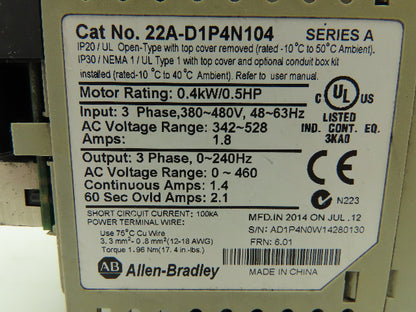 Cat No. 22A-D1P4N104 SERIES A
IP20 / UL Open-Type with top cover removed (rated -10°C to 50°C Ambient).
IP30 / NEMA 1 / UL Type 1 with top cover and optional conduit box kit
installed (rated-10°C to 40°C Ambient). Refer to user manual.
Motor Rating: 0.4kW/0.5HP
Input: 3 Phase,380~480V, 48~63Hz
AC Voltage Range: 342~528
Amps: 1.8
C UL US
LISTED
IND. CONT. EQ.
3KA0
Output: 3 Phase, 0~240Hz
AC Voltage Range: 0 ~ 460
Continuous Amps: 1.4
60 Sec Ovld Amps: 2.1
N223
SHORT CIRCUIT CURRENT: 100kA
POWER TERMINAL WIRE:
Use 75°C Cu Wire
3.3 mm²- 0.8 mm²(12-18 AWG)
Torque 1.96 Nm(17.4 in-lbs.)
MFD.IN 2014 ON JUL.12
S/N: AD1P4N0W14280130
FRN: 6.01
AB Allen-Bradley
MADE IN CHINA